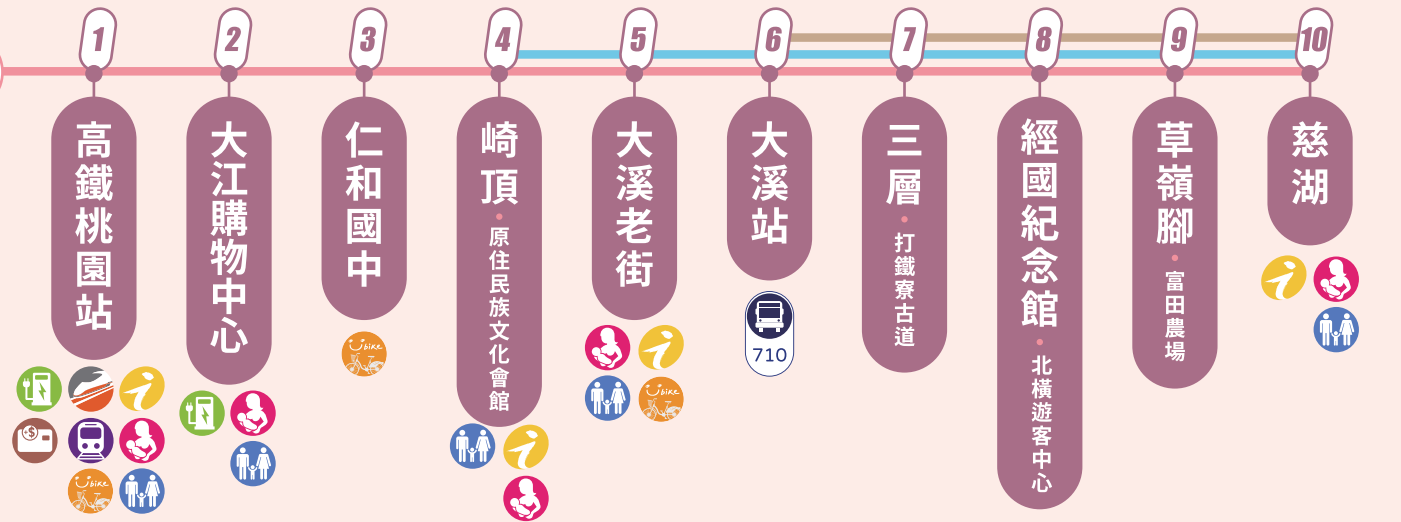 1
高鐵桃園站
Ubike
2
大江購物中心
3
仁和國中
Ubike
4
崎頂・原住民族文化會館
5
大溪老街
Ubike
6
大溪站
710
7
三層・打鐵寮古道
8
經國紀念館・北橫遊客中心
9
草嶺腳・富田農場
10
慈湖